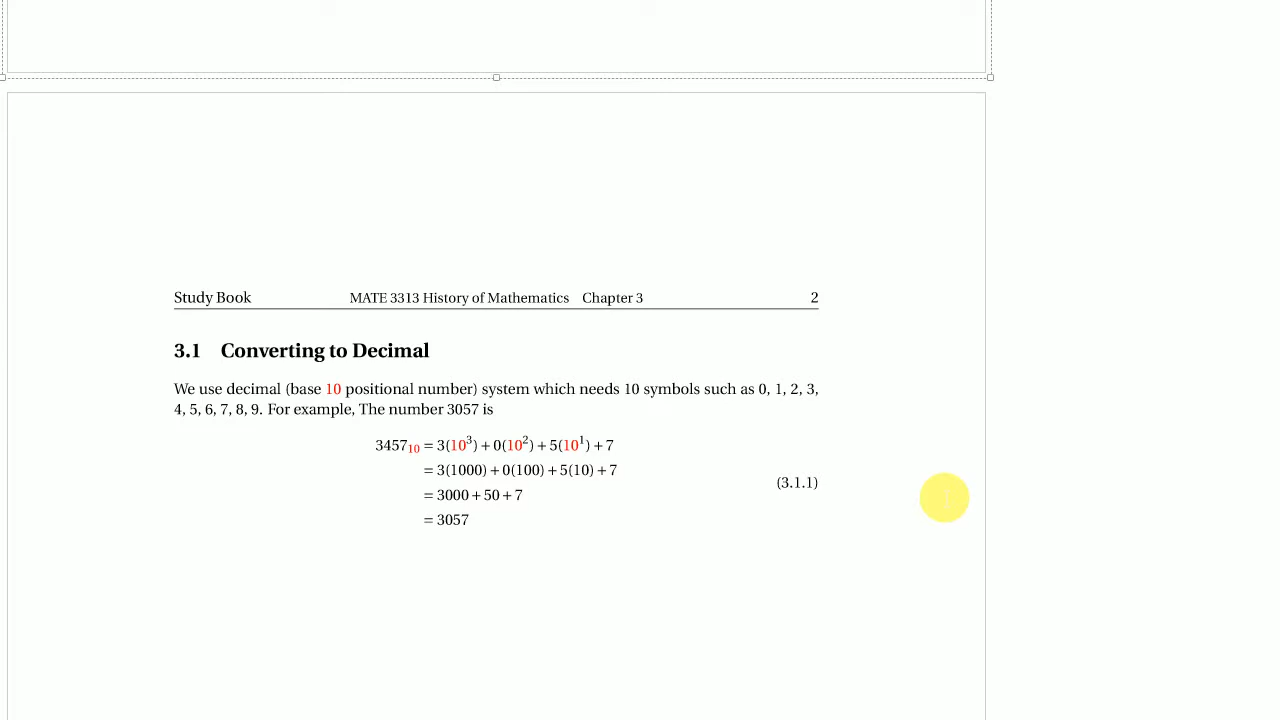 Study Book MATE 3313 History of Mathematics Chapter 3 2
3.1 Converting to Decimal
We use decimal (base 10 positional number) system which needs 10 symbols such as 0, 1, 2, 3,
4, 5, 6, 7, 8, 9. For example, The number 3057 is
3457₁₀ = 3(10³) + 0(10²) + 5(10¹) + 7
= 3(1000) + 0(100) + 5(10) + 7
(3.1.1)
= 3000 + 50 + 7
= 3057